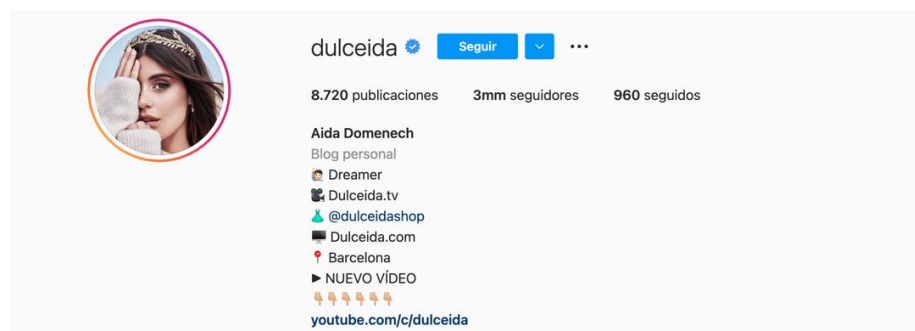 dulceida Seguir
8.720 publicaciones 3mm seguidores 960 seguidos
Aida Domenech
Blog personal
Dreamer
Dulceida.tv
@dulceidashop
Dulceida.com
Barcelona
► NUEVO VÍDEO
youtube.com/c/dulceida